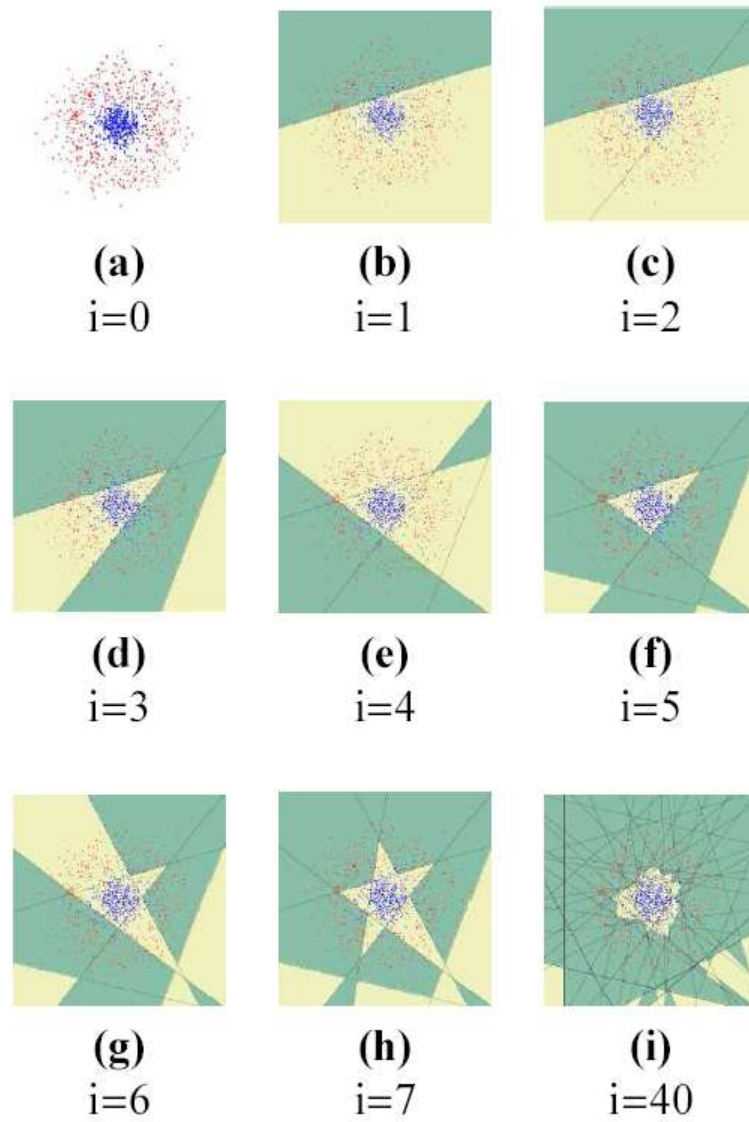 (a) (b) (c)
i=0 i=1 i=2
(d) (e) (f)
i=3 i=4 i=5
(g) (h) (i)
i=6 i=7 i=40